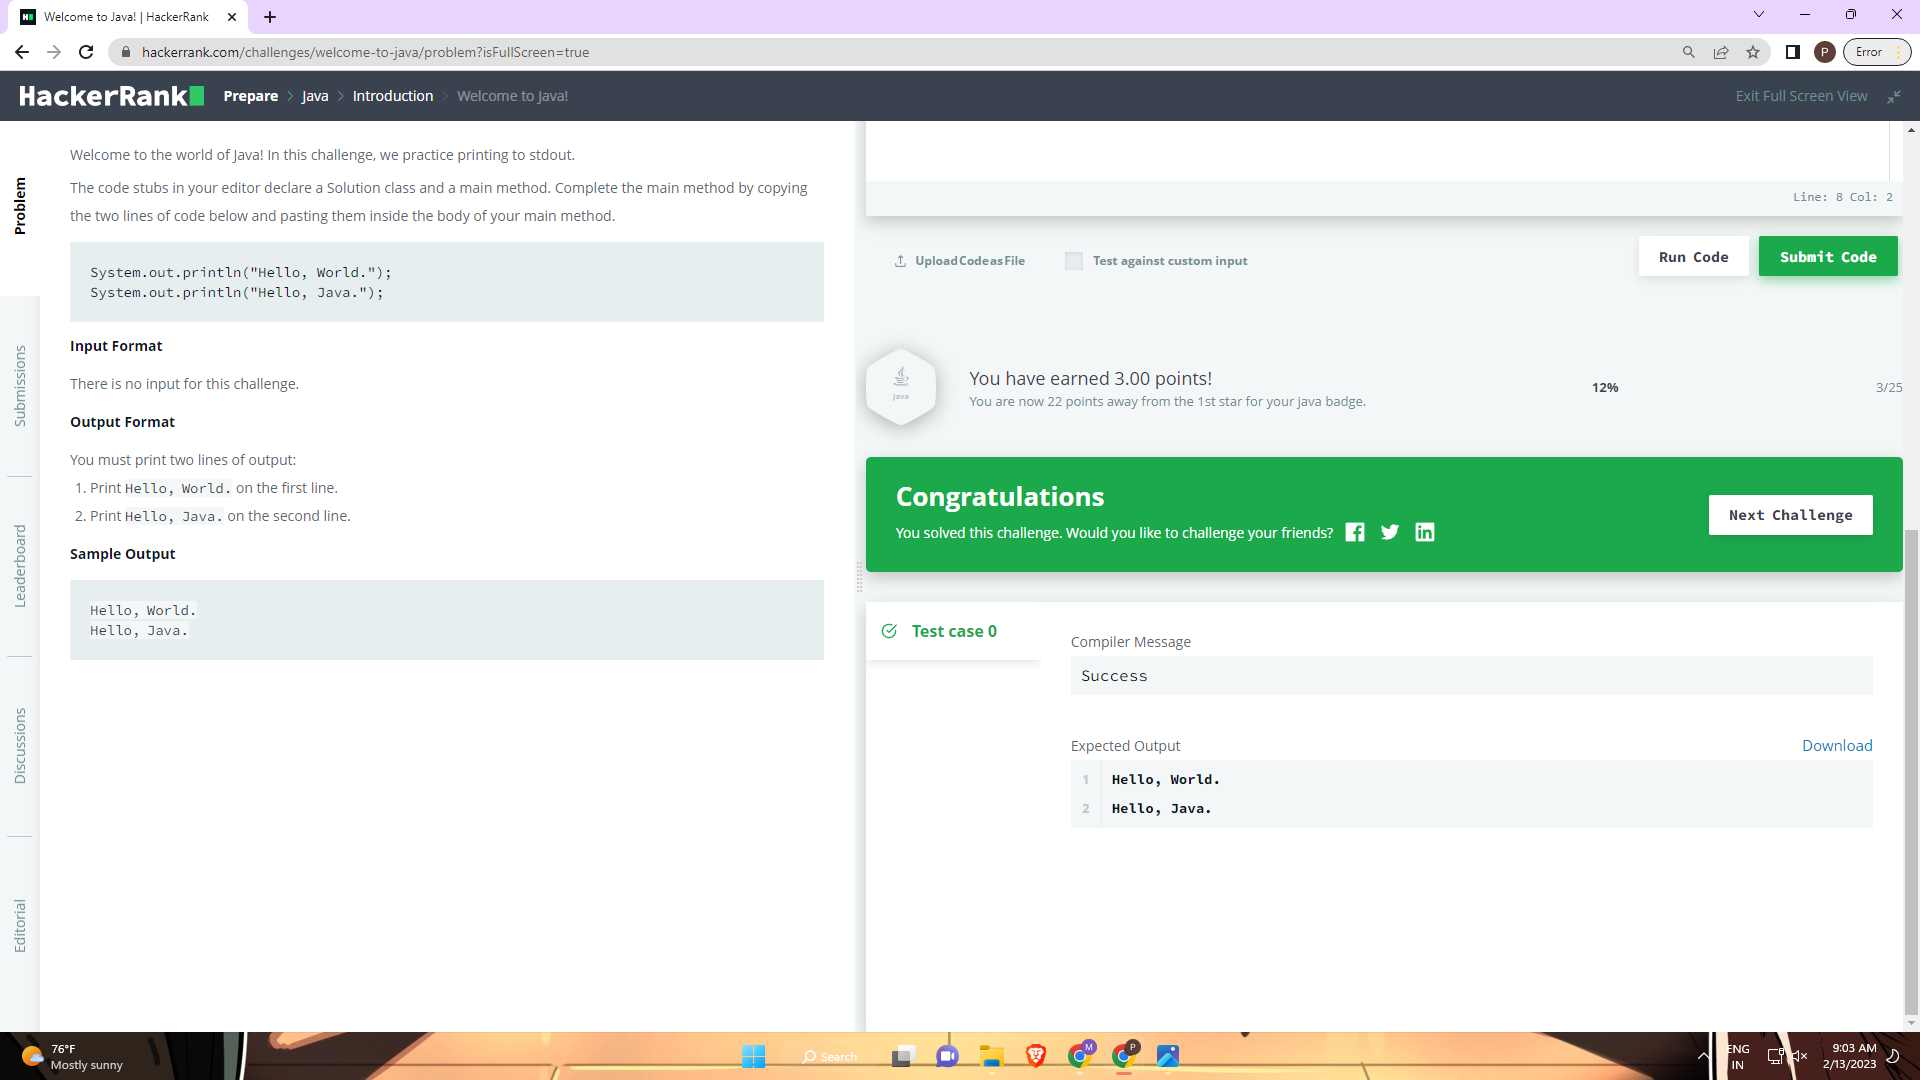 Welcome to Java! | HackerRank
hackerrank.com/challenges/welcome-to-java/problem?isFullScreen=true
P
Error
HackerRank
Prepare > Java > Introduction > Welcome to Java!
Exit Full Screen View
Problem
Submissions
Leaderboard
Discussions
Editorial
Welcome to the world of Java! In this challenge, we practice printing to stdout.
The code stubs in your editor declare a Solution class and a main method. Complete the main method by copying
the two lines of code below and pasting them inside the body of your main method.
System.out.println("Hello, World.");
System.out.println("Hello, Java.");
Input Format
There is no input for this challenge.
Output Format
You must print two lines of output:
1. Print Hello, World. on the first line.
2. Print Hello, Java. on the second line.
Sample Output
Hello, World.
Hello, Java.
Line: 8 Col: 2
Upload Code as File
Test against custom input
Run Code
Submit Code
Java
You have earned 3.00 points!
You are now 22 points away from the 1st star for your java badge.
12%
3/25
Congratulations
You solved this challenge. Would you like to challenge your friends?
Next Challenge
Test case 0
Compiler Message
Success
Expected Output
Download
1 Hello, World.
2 Hello, Java.
76°F
Mostly sunny
Search
M
P
ENG
IN
9:03 AM
2/13/2023